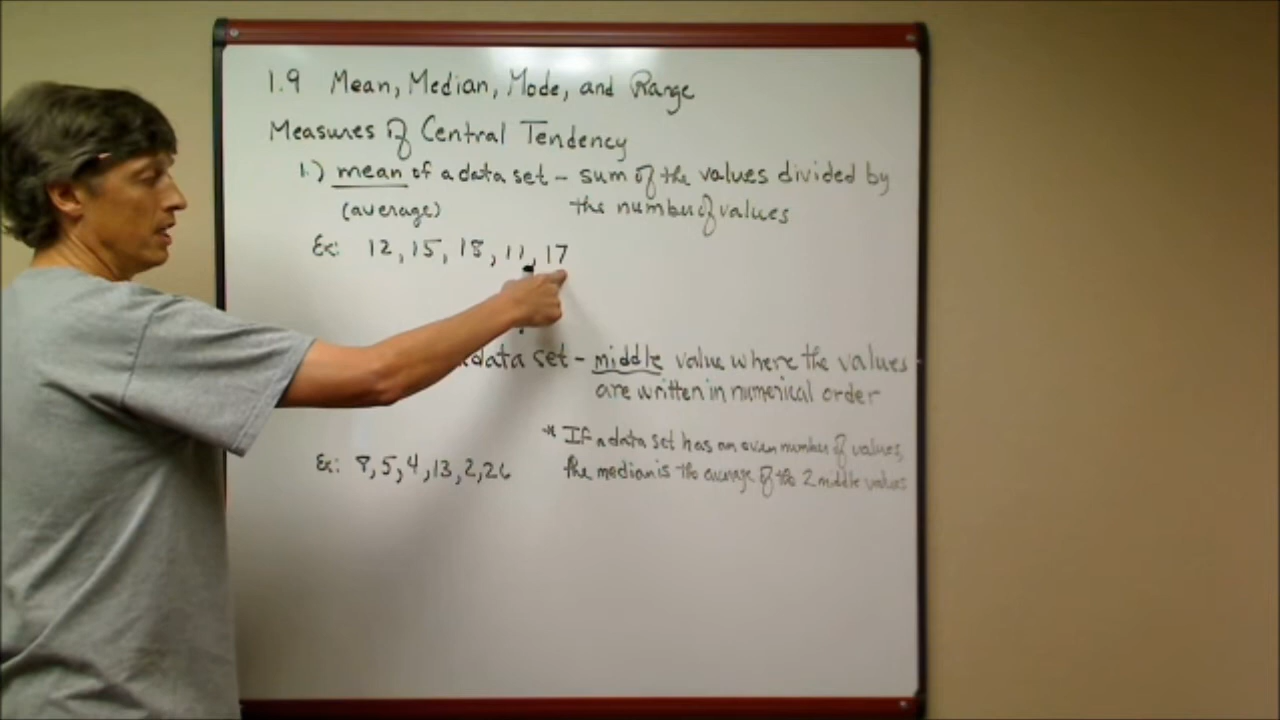 1.9 Mean, Median, Mode, and Range
Measures of Central Tendency
1.) mean of a data set - sum of the values divided by
(average) the number of values
Ex: 12, 15, 18, 11, 17
data set - middle value where the values
are written in numerical order
* If a data set has an even number of values,
Ex: 8, 5, 4, 13, 2, 26 the median is the average of the 2 middle values